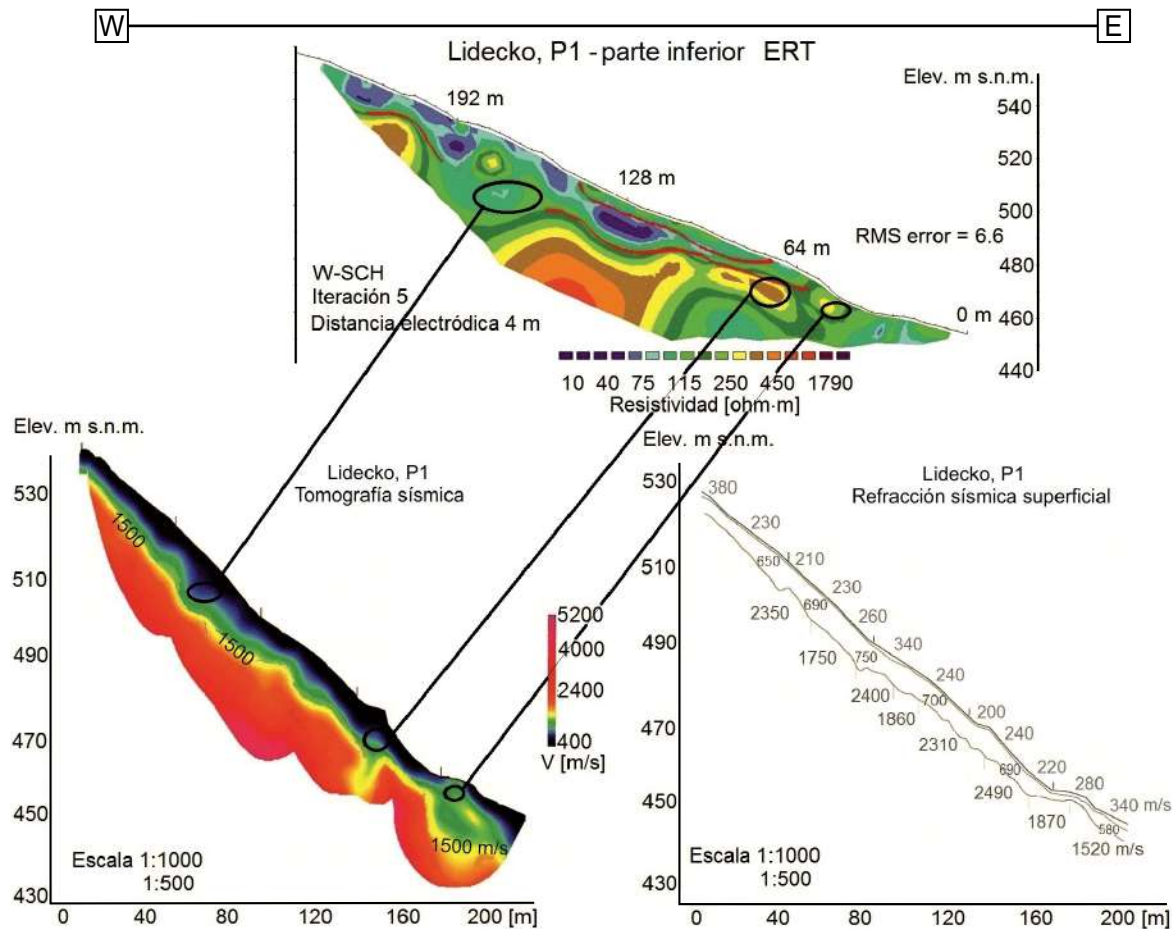 W E
Lidecko, P1 - parte inferior ERT
Elev. m s.n.m.
192 m
540
520
128 m
500
64 m
RMS error = 6.6
480
W-SCH
Iteración 5
Distancia electródica 4 m
0 m
460
440
10 40 75 115 250 450 1790
Resistividad [ohm·m]
Elev. m s.n.m.
Lidecko, P1
Tomografía sísmica
530
510
490
470
450
430
1500
1500
1500 m/s
5200
4000
2400
400
V [m/s]
Escala 1:1000
1:500
0 40 80 120 160 200 [m]
Elev. m s.n.m.
Lidecko, P1
Refracción sísmica superficial
530
510
490
470
450
430
380
230
210
230
260
340
240
200
240
220
280
340 m/s
650
690
750
700
690
580
2350
1750
2400
1860
2310
2490
1870
1520 m/s
Escala 1:1000
1:500
0 40 80 120 160 200 [m]